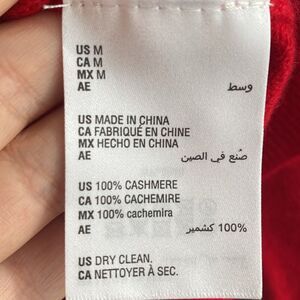 US M
CA M
MX M
AE وسط
US MADE IN CHINA
CA FABRIQUÉ EN CHINE
MX HECHO EN CHINA
AE صُنع في الصين
US 100% CASHMERE
CA 100% CACHEMIRE
MX 100% cachemira
AE 100% كشمير
US DRY CLEAN.
CA NETTOYER À SEC.